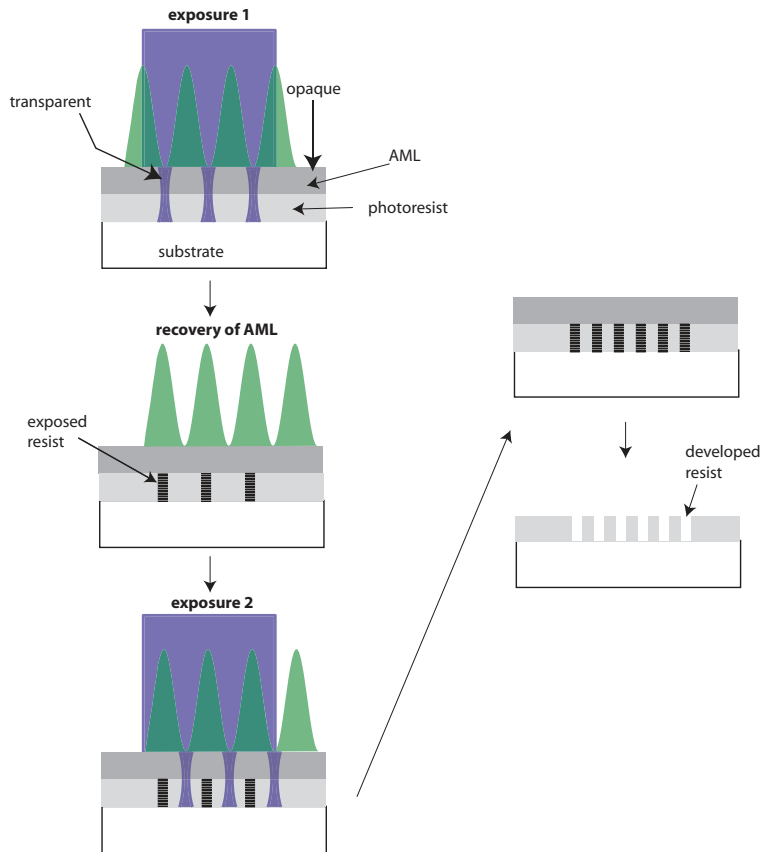 exposure 1
transparent
opaque
AML
photoresist
substrate
recovery of AML
exposed
resist
exposure 2
developed
resist